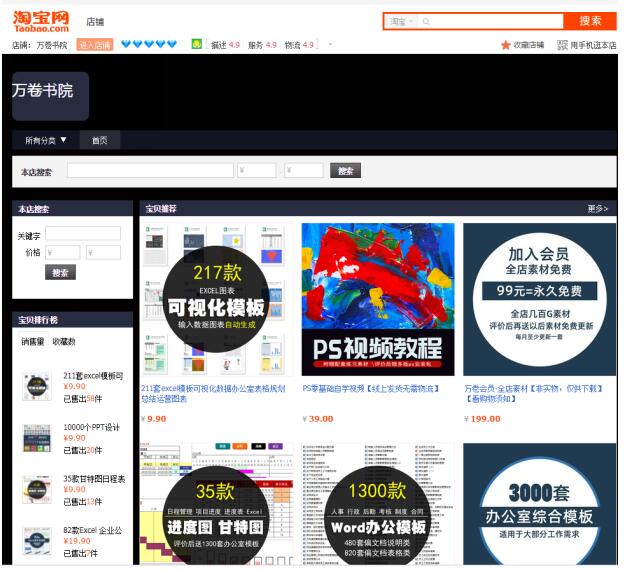 淘宝网
Taobao.com
店铺
淘宝
搜索
店铺：万卷书院
进入店铺
描述 4.9 服务 4.9 物流 4.9
收藏店铺
用手机逛本店
万卷书院
所有分类 ▼
首页
本店搜索
¥
¥
搜索
本店搜索
关键字
价格
¥
¥
搜索
宝贝排行榜
销售量 收藏数
211套excel模板可
¥9.90
已售出58件
10000个PPT设计
¥9.90
已售出20件
35款甘特图日程表
¥9.90
已售出13件
82款Excel 企业公
¥19.90
已售出7件
宝贝推荐
更多>
217款
EXCEL图表
可视化模板
输入数据图表自动生成
211套excel模板可视化数据办公室表格规划总结运营图表
¥ 9.90
PS视频教程
PS零基础自学视频【线上发货无需物流】
¥ 39.00
加入会员
全店素材免费
99元=永久免费
全店几百G素材
评价后再送以后素材免费更新
每月至少更新一套
万卷会员-全店素材【非实物，仅供下载】【看购物须知】
¥ 199.00
35款
日程管理 项目进度 进度表 Excel
进度图 甘特图
评价后送1300套办公室模板
1300款
人事 行政 后勤 考核 制度 合同
Word办公模板
480套偏文档说明类
820套偏文档表格类
3000套
办公室综合模板
适用于大部分工作需求